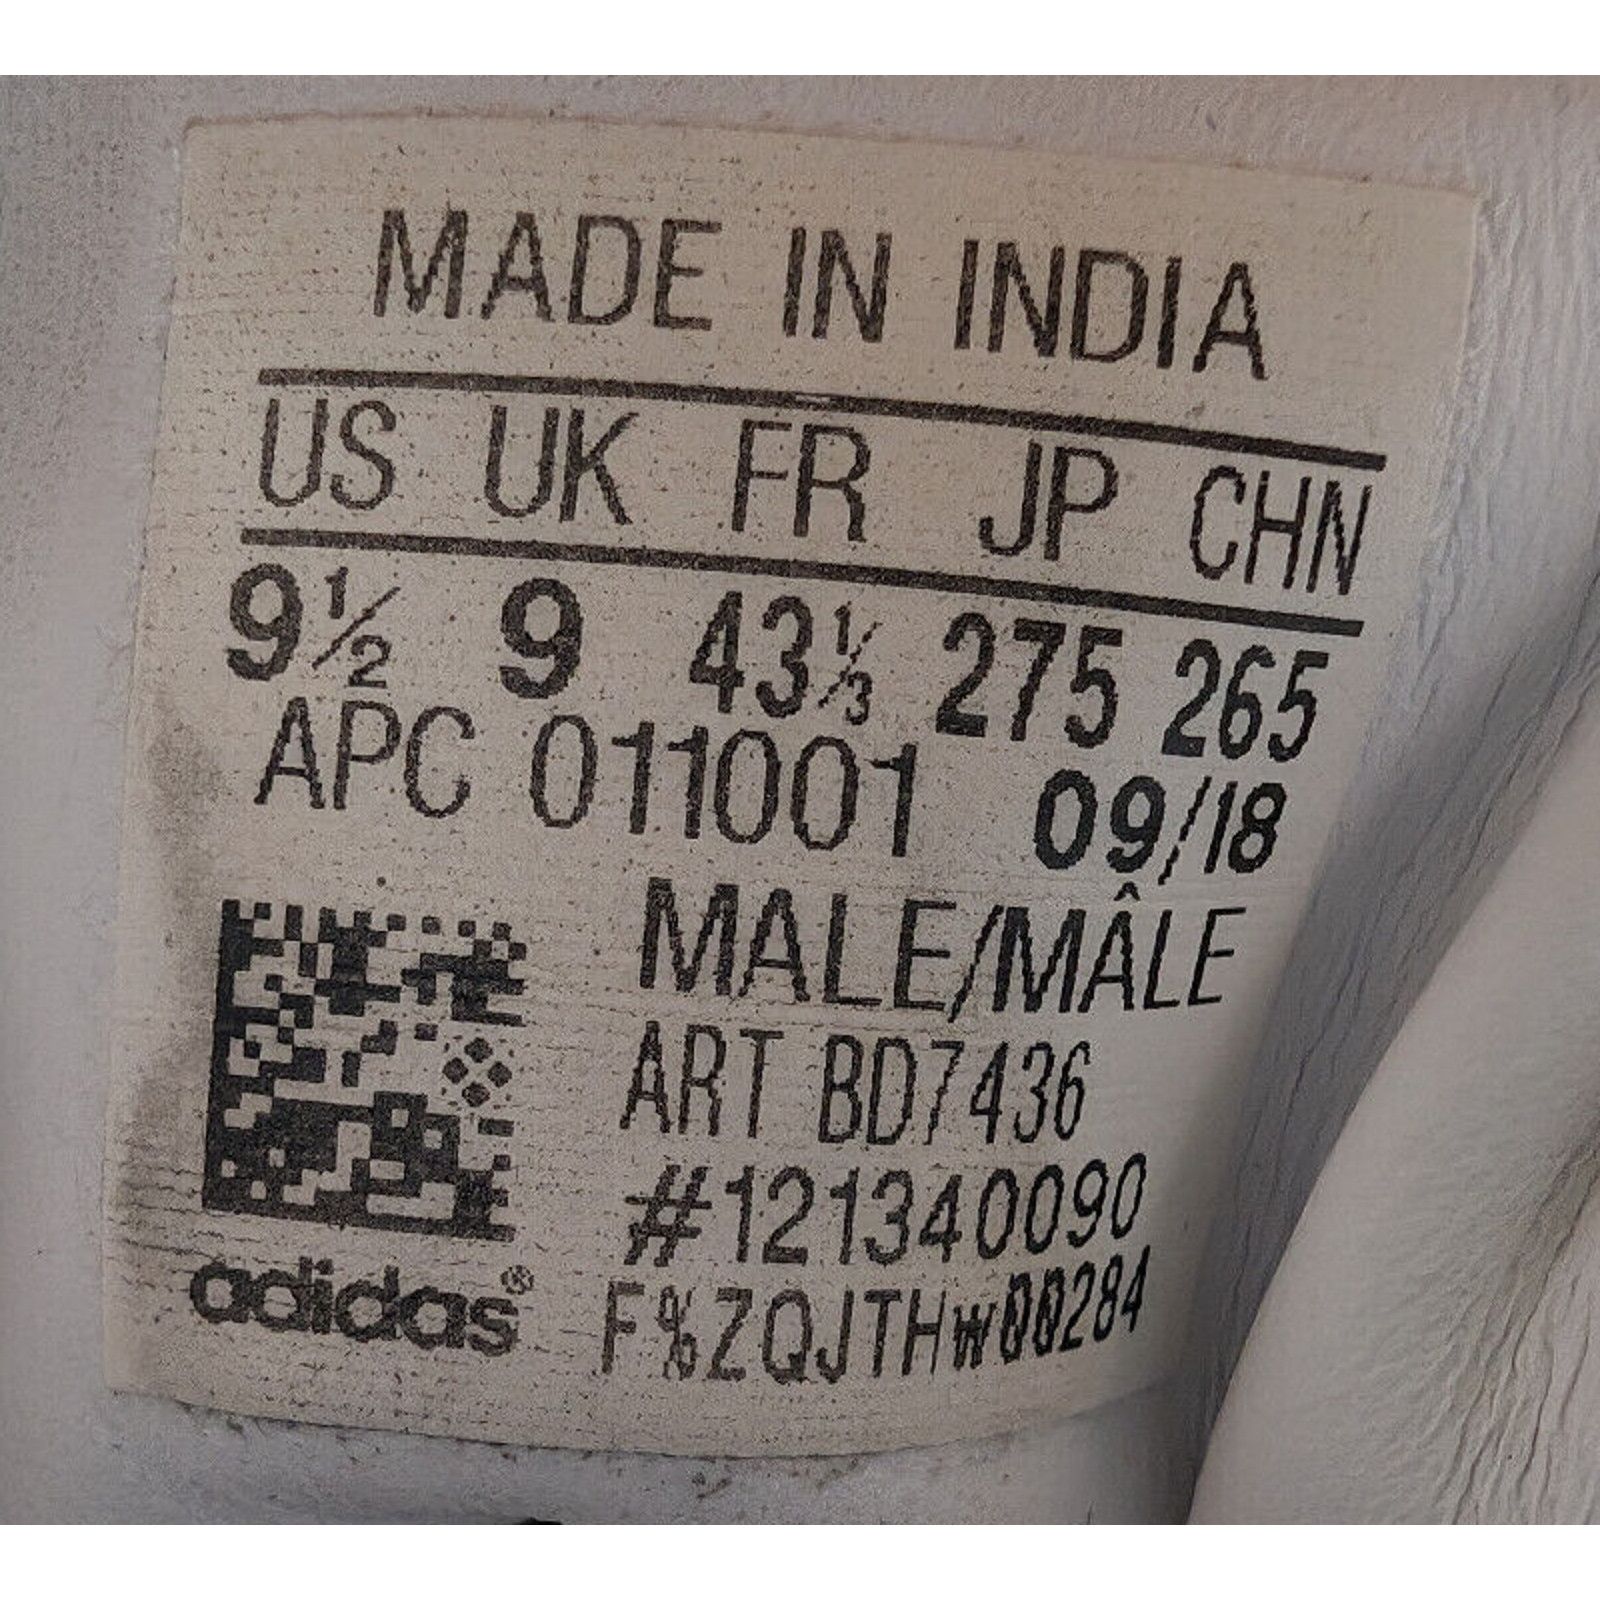 MADE IN INDIA
US UK FR JP CHN
9½ 9 43⅓ 275 265
APC 011001 09/18
MALE/MÂLE
ART BD7436
#121340090
adidas®
F%ZQJTHW00284